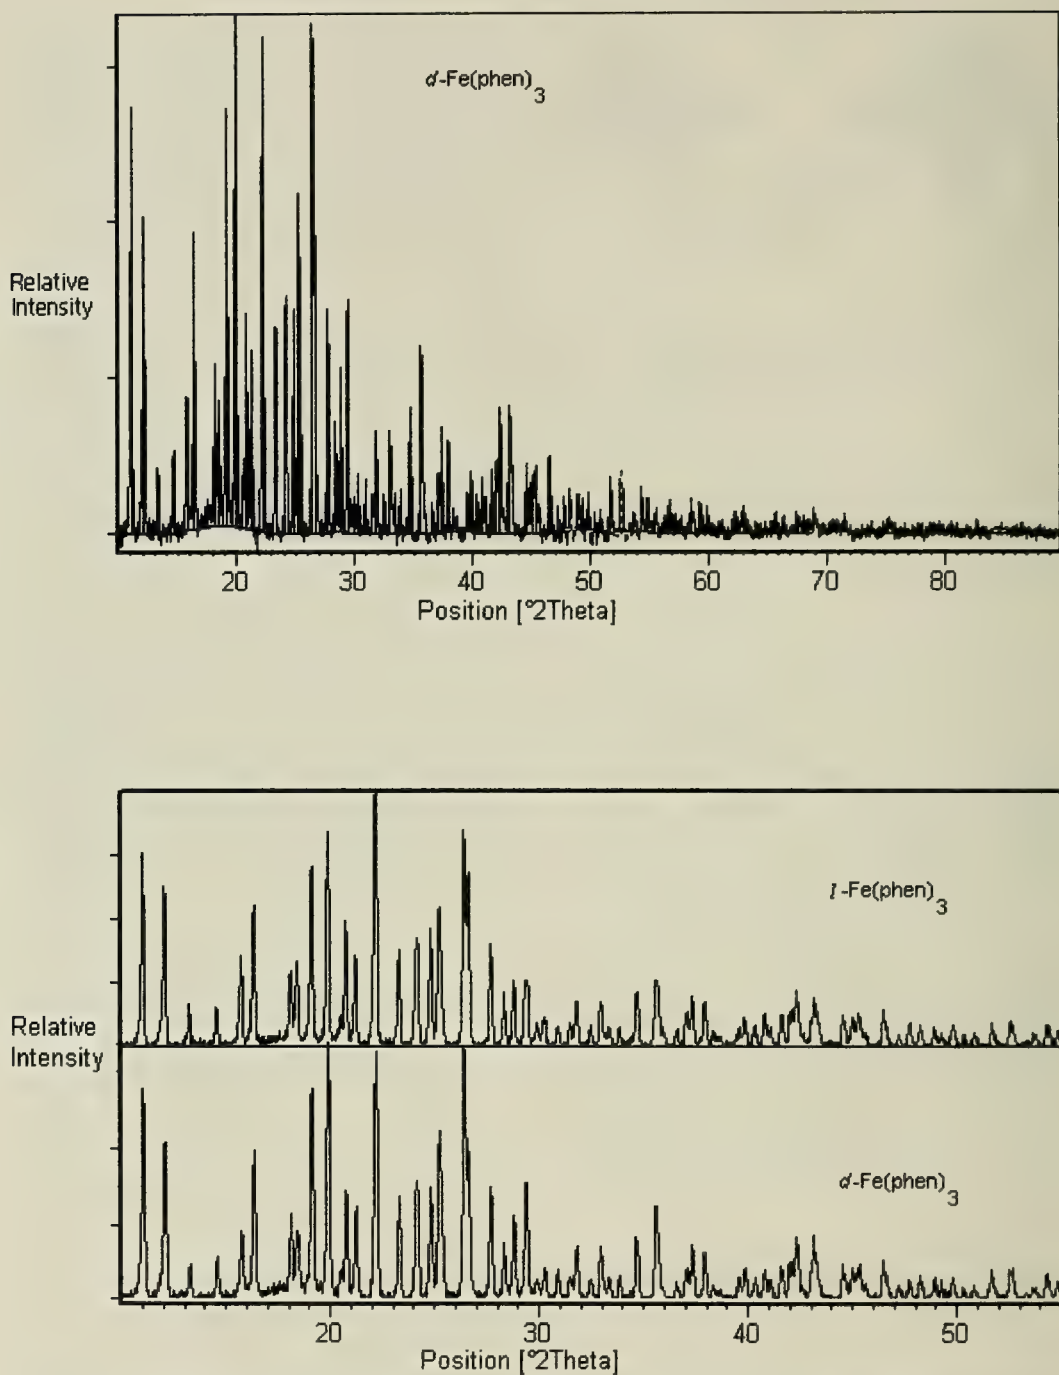 d-Fe(phen)3
Relative
Intensity
20 30 40 50 60 70 80
Position [°2Theta]
l-Fe(phen)3
Relative
Intensity
d-Fe(phen)3
20 30 40 50
Position [°2Theta]